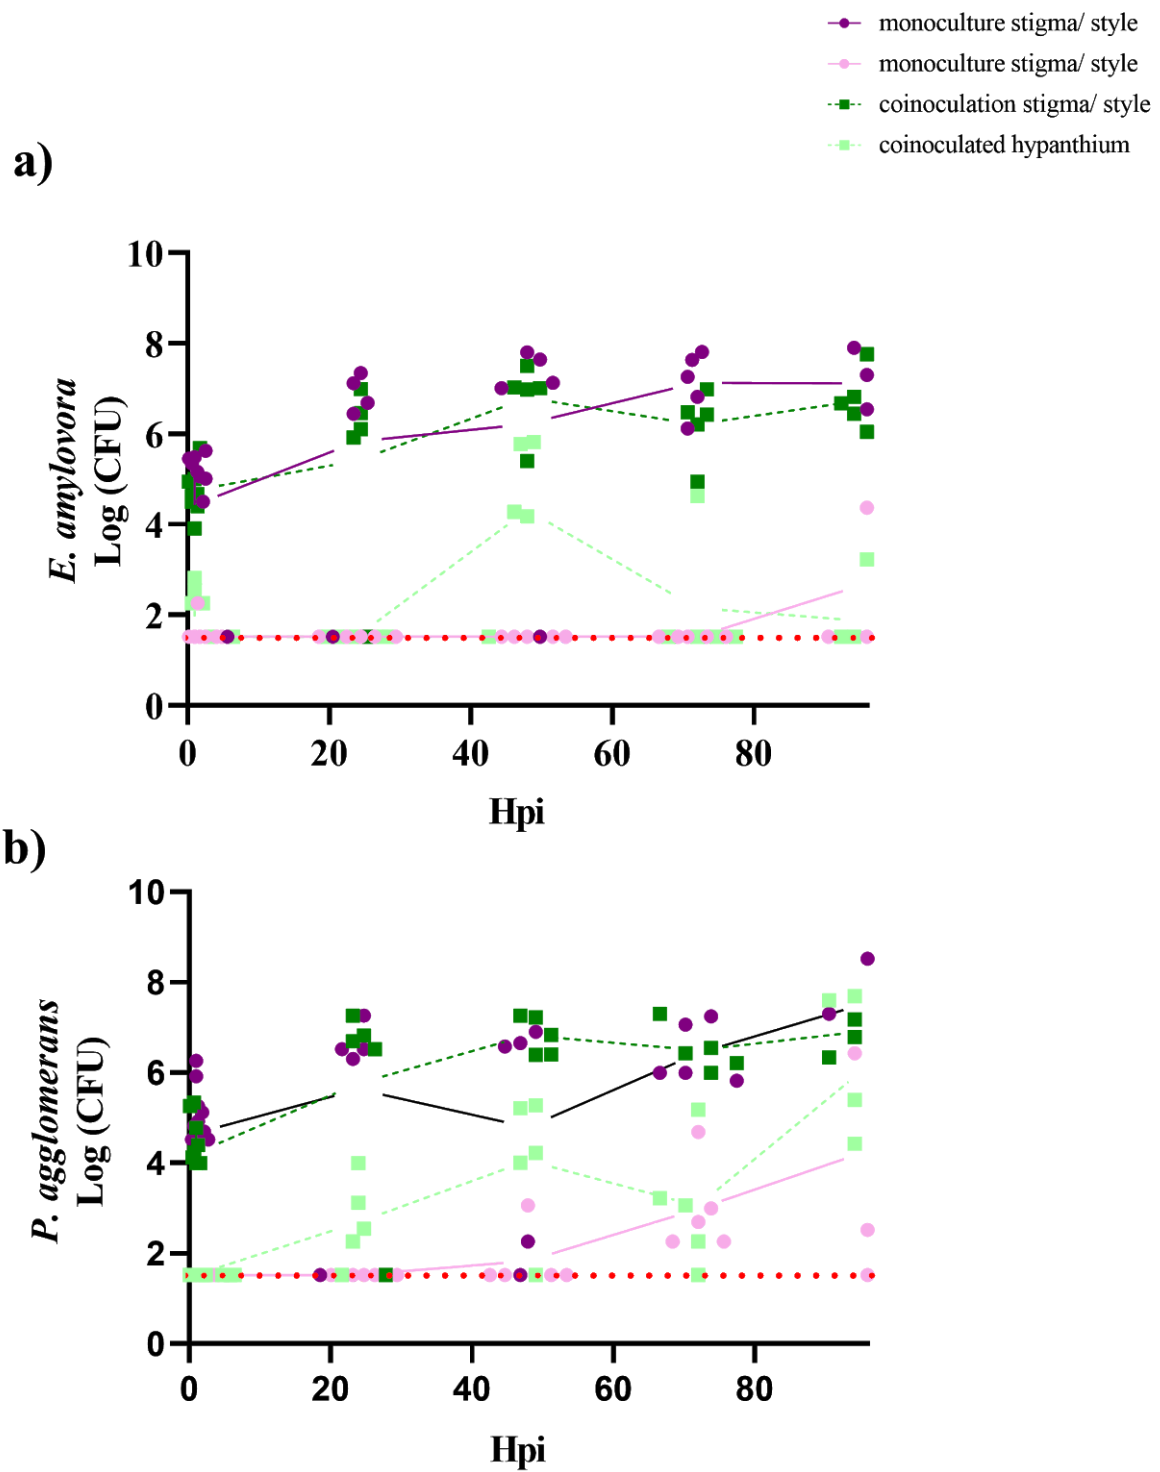 monoculture stigma/ style
monoculture stigma/ style
coinoculation stigma/ style
coinoculated hypanthium
a)
E. amylovora
Log (CFU)
10
8
6
4
2
0
0 20 40 60 80
Hpi
b)
P. agglomerans
Log (CFU)
10
8
6
4
2
0
0 20 40 60 80
Hpi